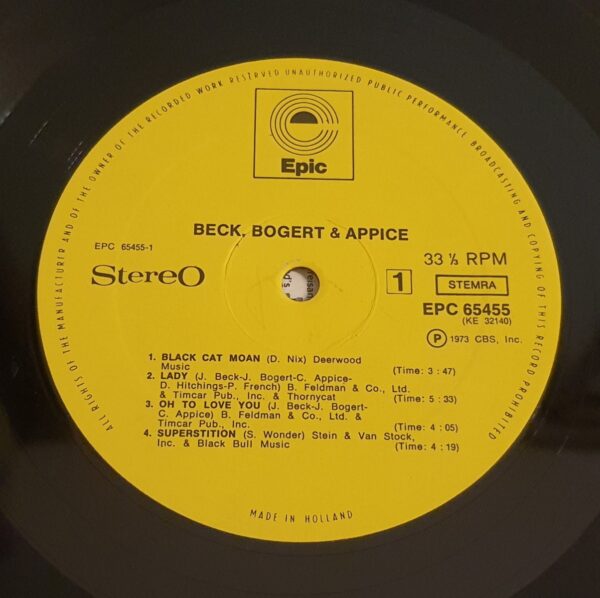 ALL RIGHTS OF THE MANUFACTURER AND OF THE OWNER OF THE RECORDED WORK RESERVED UNAUTHORIZED PUBLIC PERFORMANCE, BROADCASTING AND COPYING OF THIS RECORD PROHIBITED
Epic
BECK, BOGERT & APPICE
EPC 65455-1
33 ⅓ RPM
Stereo
1
STEMRA
EPC 65455
(KE 32140)
Ⓟ 1973 CBS, Inc.
1. BLACK CAT MOAN (D. Nix) Deerwood
Music (Time: 3 : 47)
2. LADY (J. Beck-J. Bogert-C. Appice-
D. Hitchings-P. French) B. Feldman & Co., Ltd.
& Timcar Pub., Inc. & Thornycat (Time: 5 : 33)
3. OH TO LOVE YOU (J. Beck-J. Bogert-
C. Appice) B. Feldman & Co., Ltd. &
Timcar Pub., Inc. (Time: 4 : 05)
4. SUPERSTITION (S. Wonder) Stein & Van Stock,
Inc. & Black Bull Music (Time: 4 : 19)
MADE IN HOLLAND